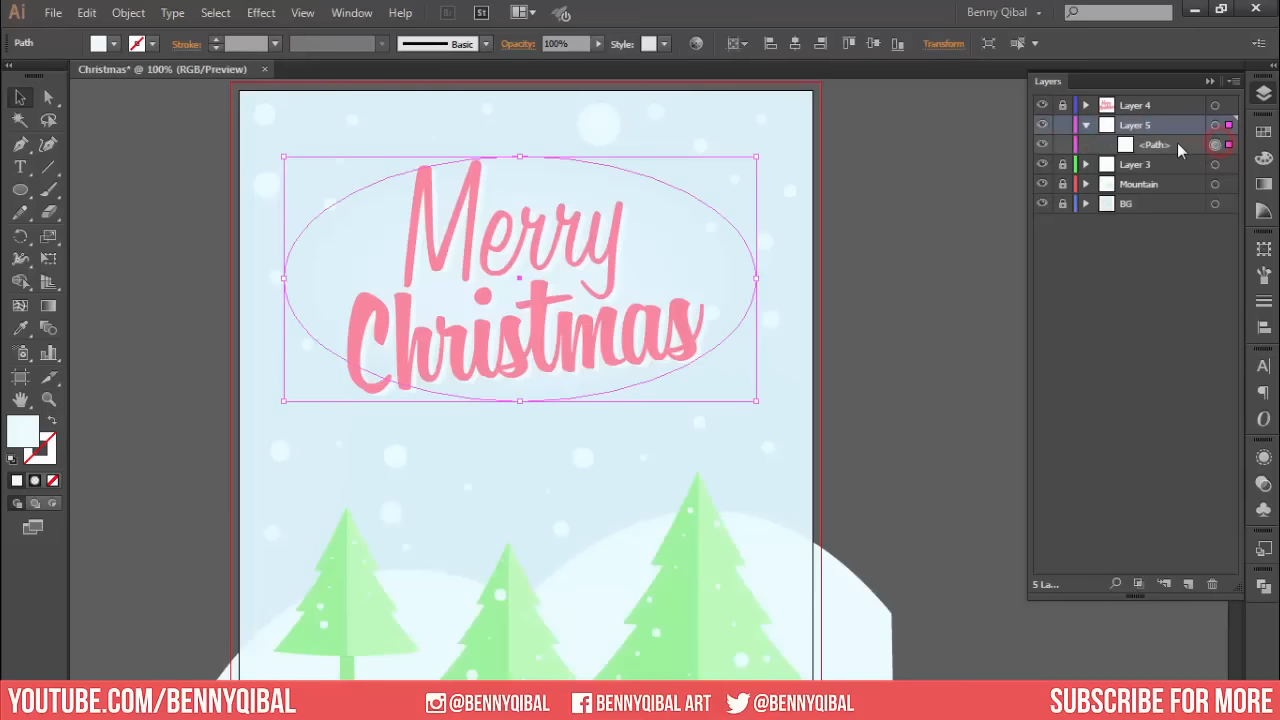 Ai File Edit Object Type Select Effect View Window Help Br St Benny Qibal
Path Stroke: Basic Opacity: 100% Style: Transform
Christmas* @ 100% (RGB/Preview) ×
Layers
Layer 4
Layer 5
<Path>
Layer 3
Mountain
BG
5 La...
Merry
Christmas
YOUTUBE.COM/BENNYQIBAL @BENNYQIBAL BENNYQIBAL ART @BENNYQIBAL SUBSCRIBE FOR MORE